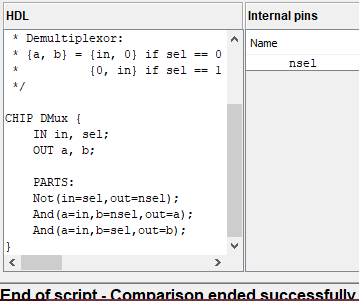 HDL
Internal pins
* Demultiplexor:
* {a, b} = {in, 0} if sel == 0
*          {0, in} if sel == 1
*/
CHIP DMux {
    IN in, sel;
    OUT a, b;
    PARTS:
    Not(in=sel,out=nsel);
    And(a=in,b=nsel,out=a);
    And(a=in,b=sel,out=b);
}
Name
nsel
End of script - Comparison ended successfully